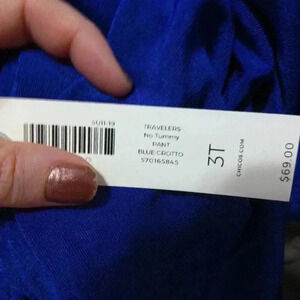 SU11-19
TRAVELERS
No Tummy
PANT
BLUE GROTTO
570165845
3T
CHICOS.COM
$69.00